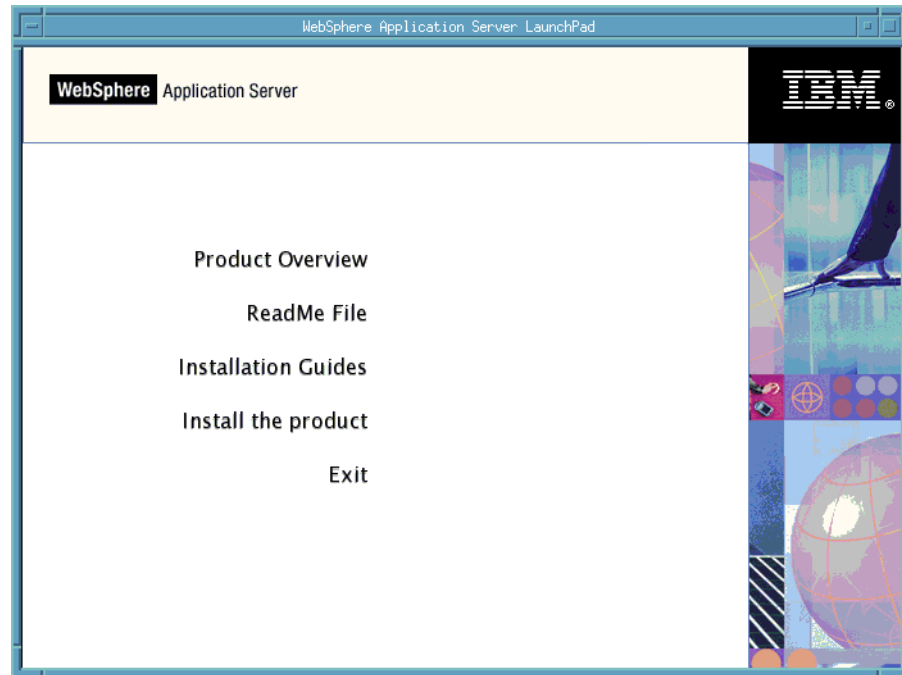 WebSphere Application Server LaunchPad
WebSphere Application Server
IBM®
Product Overview
ReadMe File
Installation Guides
Install the product
Exit